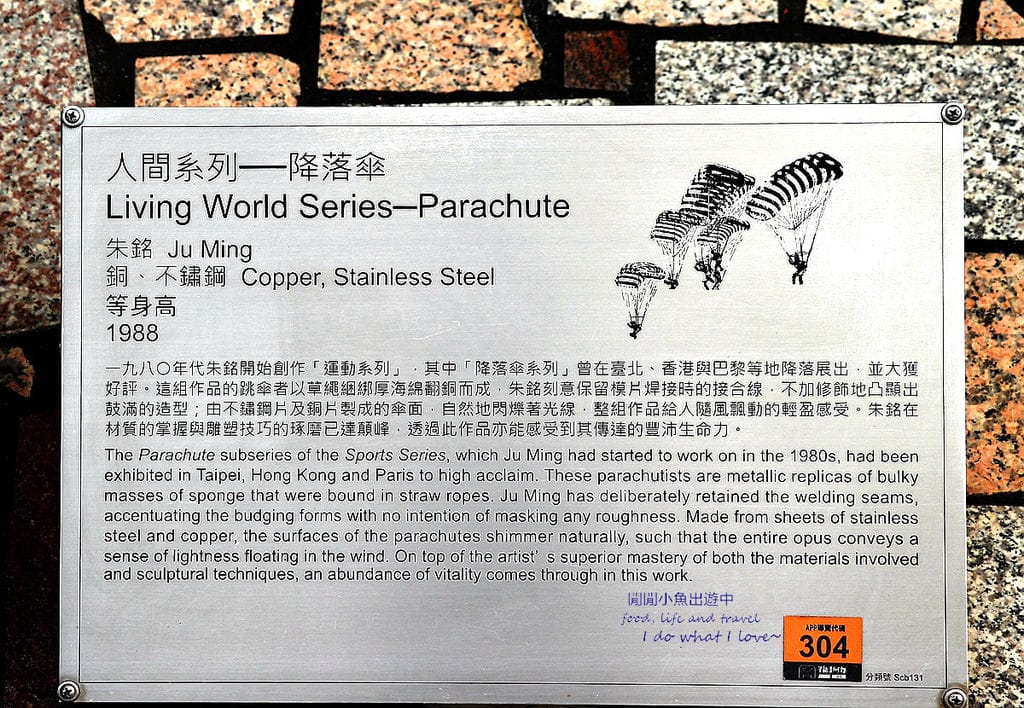 人間系列──降落傘
Living World Series─Parachute
朱銘 Ju Ming
銅、不鏽鋼 Copper, Stainless Steel
等身高
1988
一九八〇年代朱銘開始創作「運動系列」，其中「降落傘系列」曾在臺北、香港與巴黎等地降落展出，並大獲
好評。這組作品的跳傘者以草繩綑綁厚海綿翻銅而成，朱銘刻意保留模片焊接時的接合線，不加修飾地凸顯出
鼓滿的造型；由不鏽鋼片及銅片製成的傘面，自然地閃爍著光線，整組作品給人隨風飄動的輕盈感受。朱銘在
材質的掌握與雕塑技巧的琢磨已達顛峰，透過此作品亦能感受到其傳達的豐沛生命力。
The Parachute subseries of the Sports Series, which Ju Ming had started to work on in the 1980s, had been
exhibited in Taipei, Hong Kong and Paris to high acclaim. These parachutists are metallic replicas of bulky
masses of sponge that were bound in straw ropes. Ju Ming has deliberately retained the welding seams,
accentuating the budging forms with no intention of masking any roughness. Made from sheets of stainless
steel and copper, the surfaces of the parachutes shimmer naturally, such that the entire opus conveys a
sense of lightness floating in the wind. On top of the artist' s superior mastery of both the materials involved
and sculptural techniques, an abundance of vitality comes through in this work.
閒閒小魚出遊中
food, life and travel
I do what I love~
APP導覽代碼
304
分類號 Scb131